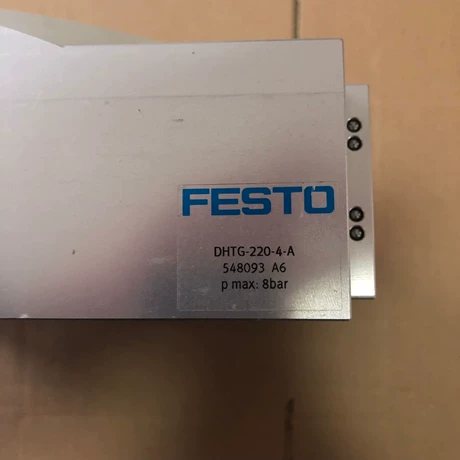 FESTO
DHTG-220-4-A
548093 A6
p max: 8bar